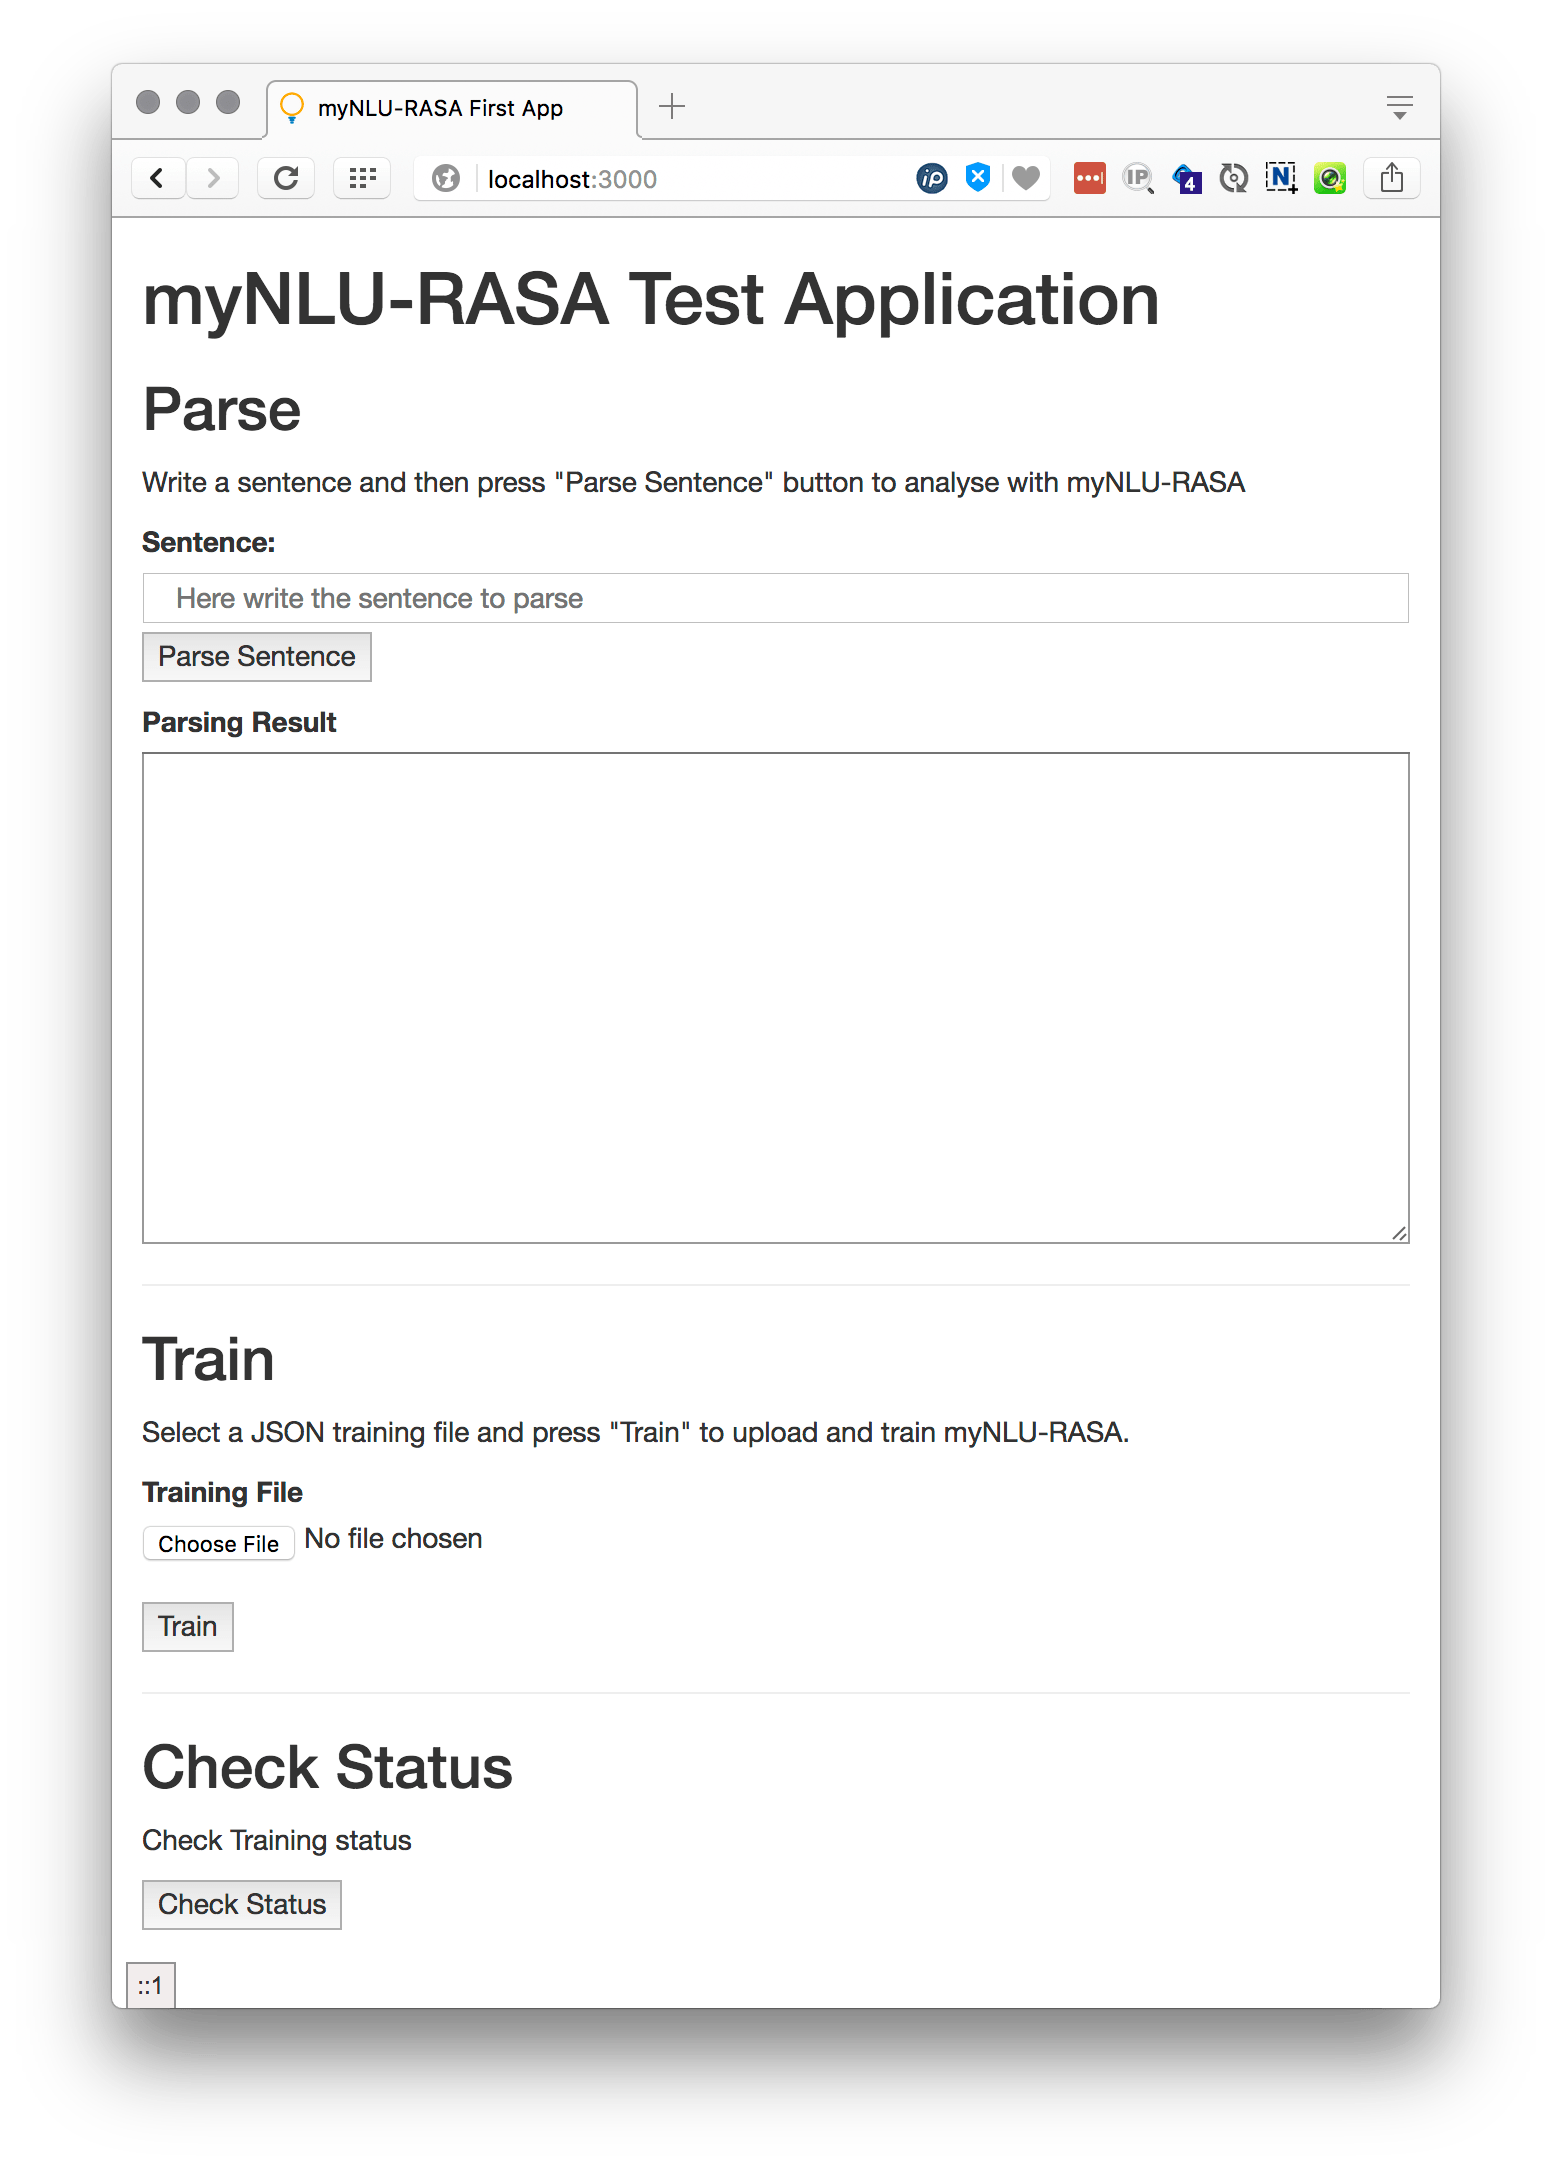 myNLU-RASA First App
localhost:3000
ip
IP
4
N
myNLU-RASA Test Application
Parse
Write a sentence and then press "Parse Sentence" button to analyse with myNLU-RASA
Sentence:
Here write the sentence to parse
Parse Sentence
Parsing Result
Train
Select a JSON training file and press "Train" to upload and train myNLU-RASA.
Training File
Choose File No file chosen
Train
Check Status
Check Training status
Check Status
::1